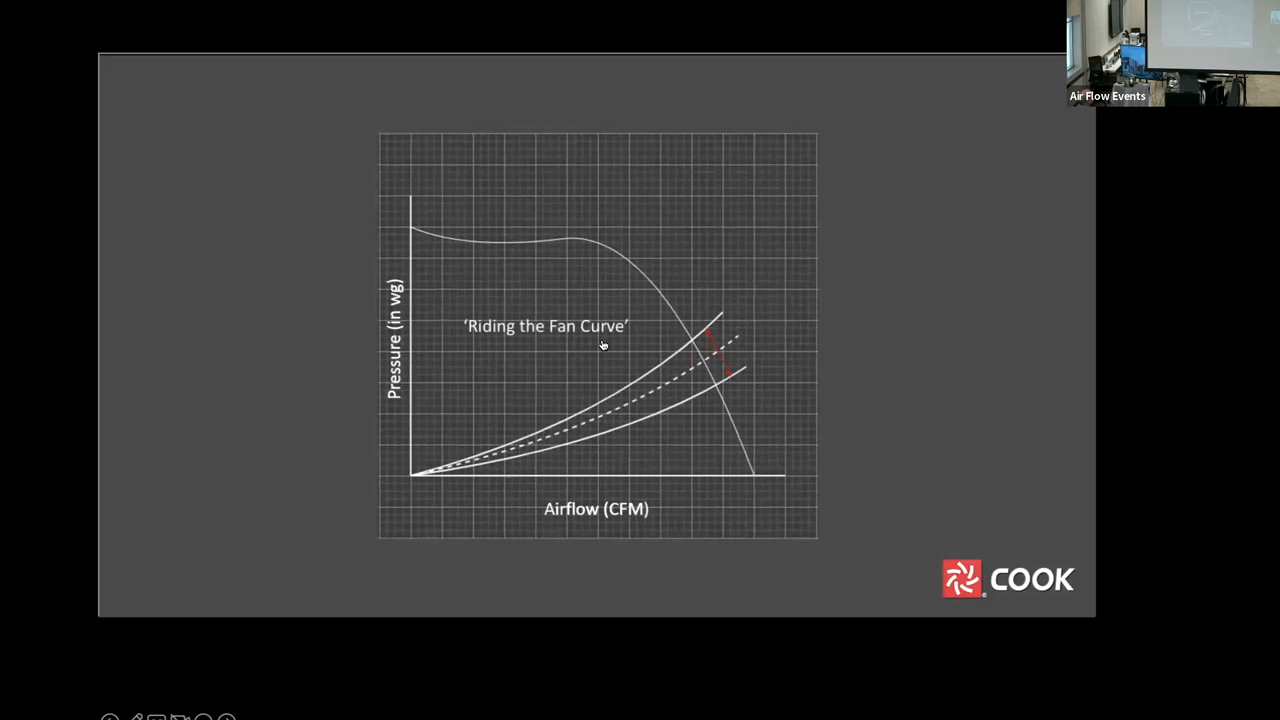 Air Flow Events
Pressure (in wg)
‘Riding the Fan Curve’
Airflow (CFM)
COOK